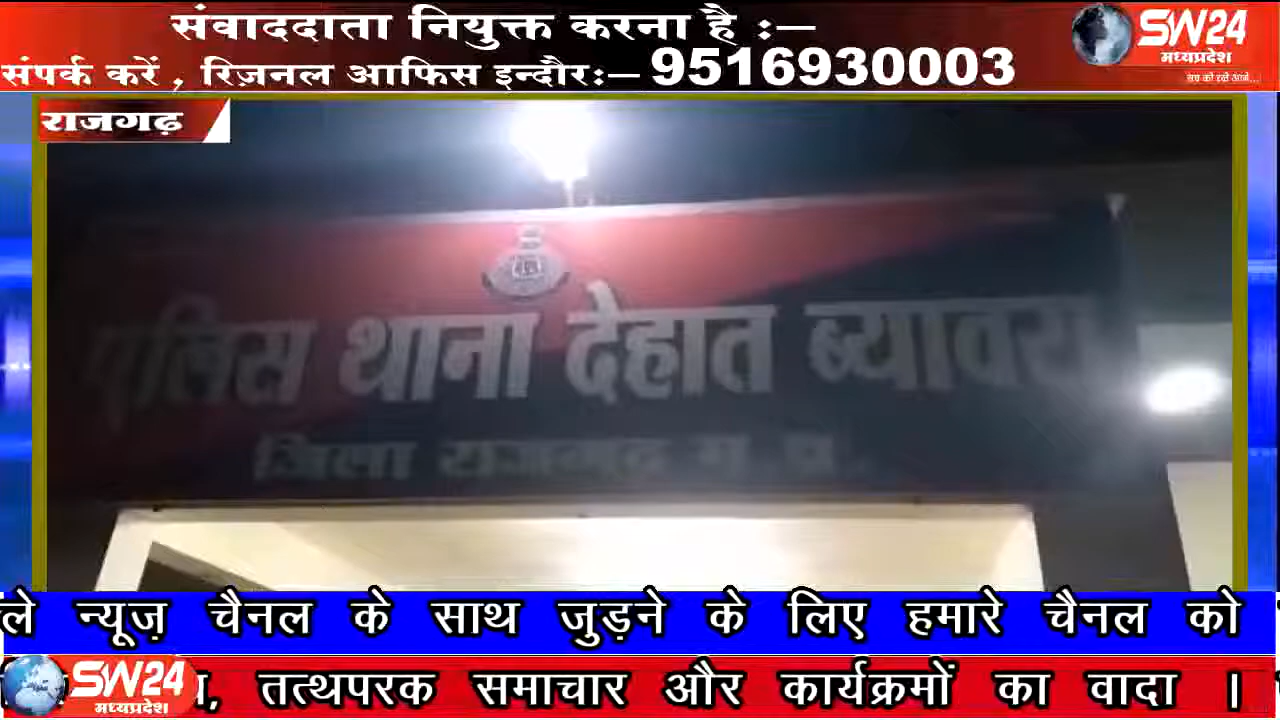 संवाददाता नियुक्त करना है :—
संपर्क करें , रिज़नल आफिस इन्दौरः— 9516930003
SW24
मध्यप्रदेश
राजगढ़
पुलिस थाना देहात ब्यावरा
जिला राजगढ़ म. प्र.
ले न्यूज़ चैनल के साथ जुड़ने के लिए हमारे चैनल को
SW24
मध्यप्रदेश
तत्थपरक समाचार और कार्यक्रमों का वादा ।